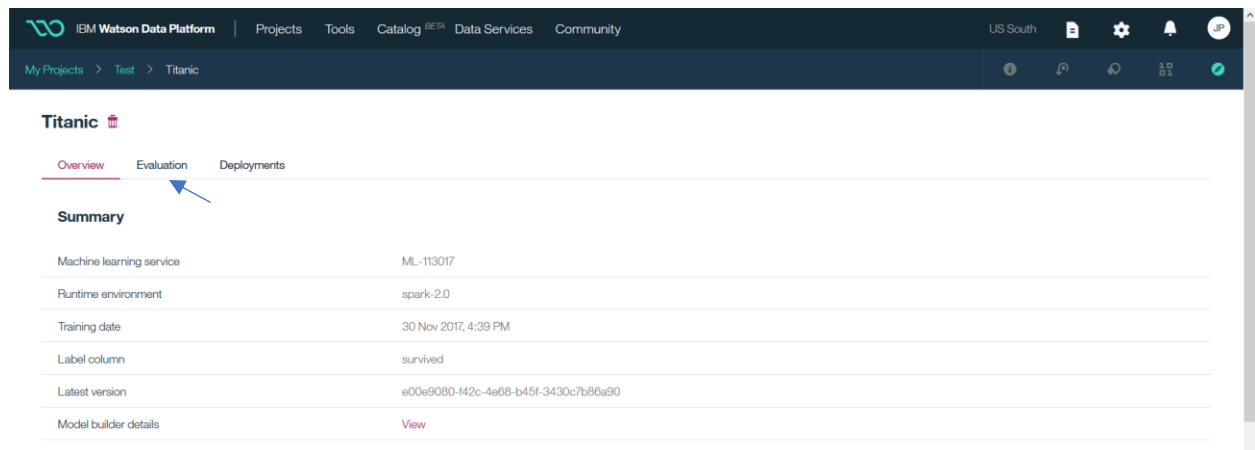 IBM Watson Data Platform | Projects Tools Catalog BETA Data Services Community US South JP
My Projects > Test > Titanic
Titanic
Overview Evaluation Deployments
Summary
Machine learning service ML-113017
Runtime environment spark-2.0
Training date 30 Nov 2017, 4:39 PM
Label column survived
Latest version e00e9080-f42c-4e68-b45f-3430c7b86a90
Model builder details View